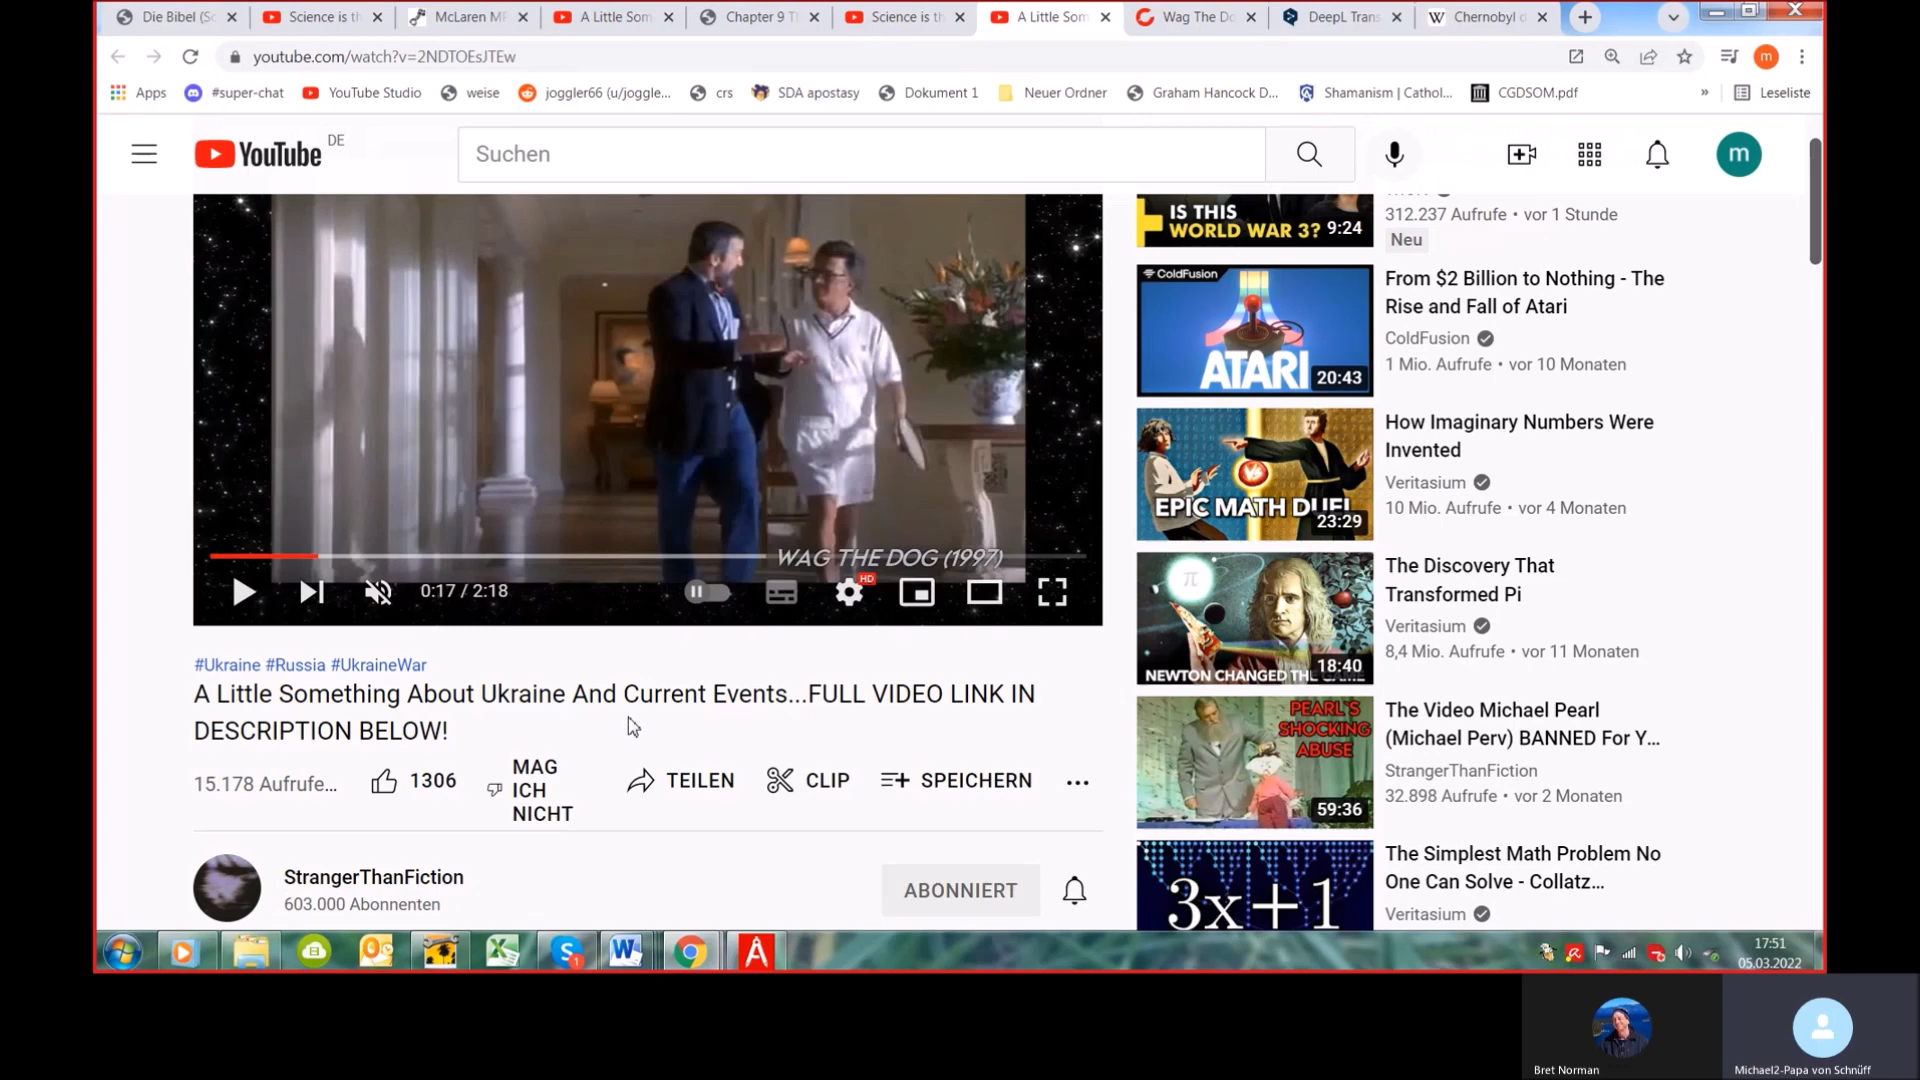 Die Bibel (Sc
Science is th
McLaren MP
A Little Som
Chapter 9 T
Science is th
A Little Som
Wag The Do
DeepL Trans
Chernobyl d
youtube.com/watch?v=2NDTOEsJTEw
m
Apps
#super-chat
YouTube Studio
weise
joggler66 (u/joggle...
crs
SDA apostasy
Dokument 1
Neuer Ordner
Graham Hancock D...
Shamanism | Cathol...
CGDSOM.pdf
»
Leseliste
YouTube DE
Suchen
m
WAG THE DOG (1997)
0:17 / 2:18
HD
#Ukraine #Russia #UkraineWar
A Little Something About Ukraine And Current Events...FULL VIDEO LINK IN
DESCRIPTION BELOW!
15.178 Aufrufe...
1306
MAG
ICH
NICHT
TEILEN
CLIP
SPEICHERN
StrangerThanFiction
603.000 Abonnenten
ABONNIERT
IS THIS
WORLD WAR 3?
9:24
312.237 Aufrufe • vor 1 Stunde
Neu
ColdFusion
ATARI
20:43
From $2 Billion to Nothing - The
Rise and Fall of Atari
ColdFusion
1 Mio. Aufrufe • vor 10 Monaten
VS
EPIC MATH DUEL
23:29
How Imaginary Numbers Were
Invented
Veritasium
10 Mio. Aufrufe • vor 4 Monaten
π
NEWTON CHANGED THE GAME
18:40
The Discovery That
Transformed Pi
Veritasium
8,4 Mio. Aufrufe • vor 11 Monaten
PEARL'S
SHOCKING
ABUSE
59:36
The Video Michael Pearl
(Michael Perv) BANNED For Y...
StrangerThanFiction
32.898 Aufrufe • vor 2 Monaten
3x+1
The Simplest Math Problem No
One Can Solve - Collatz...
Veritasium
17:51
05.03.2022
Bret Norman
Michael2-Papa von Schnüff